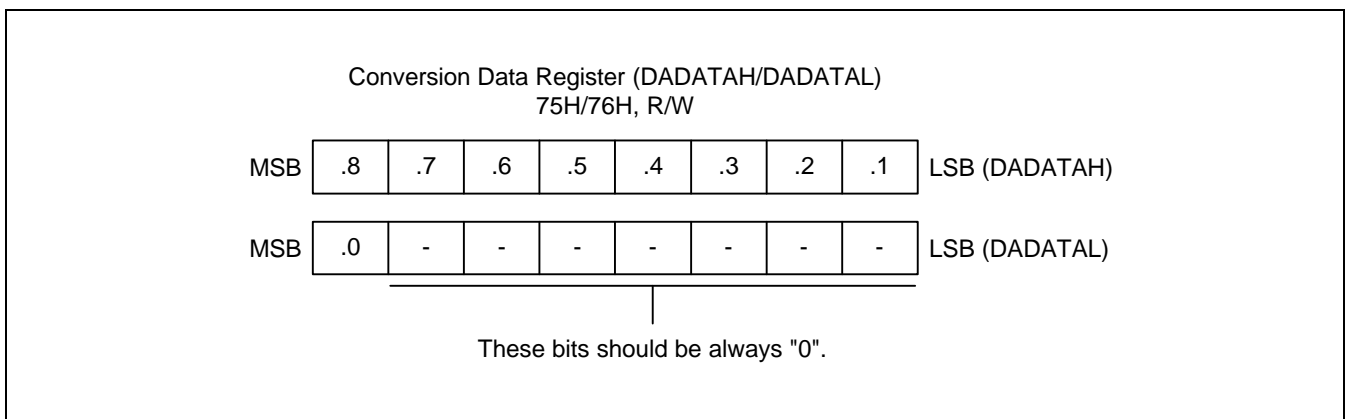 Conversion Data Register (DADATAH/DADATAL)
75H/76H, R/W
MSB .8 .7 .6 .5 .4 .3 .2 .1 LSB (DADATAH)
MSB .0 - - - - - - - LSB (DADATAL)
These bits should be always "0".